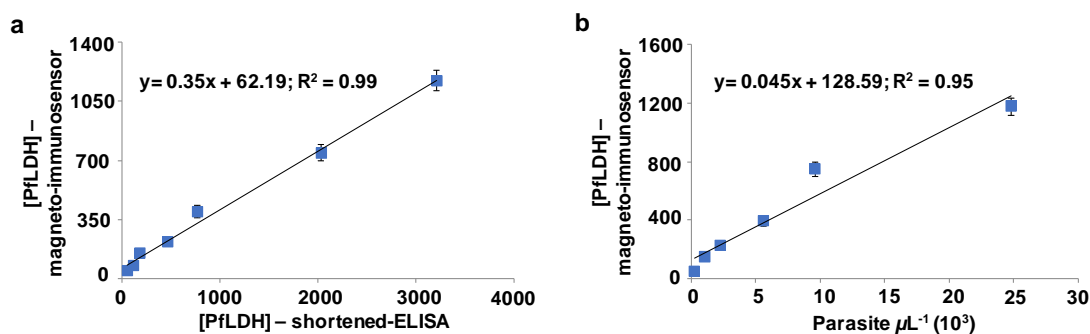 a
y= 0.35x + 62.19; R² = 0.99
[PfLDH] –
magneto-immunosensor
1400
1050
700
350
0
0 1000 2000 3000 4000
[PfLDH] – shortened-ELISA
b
y= 0.045x + 128.59; R² = 0.95
[PfLDH] –
magneto-immunosensor
1600
1200
800
400
0
0 5 10 15 20 25 30
Parasite µL⁻¹ (10³)